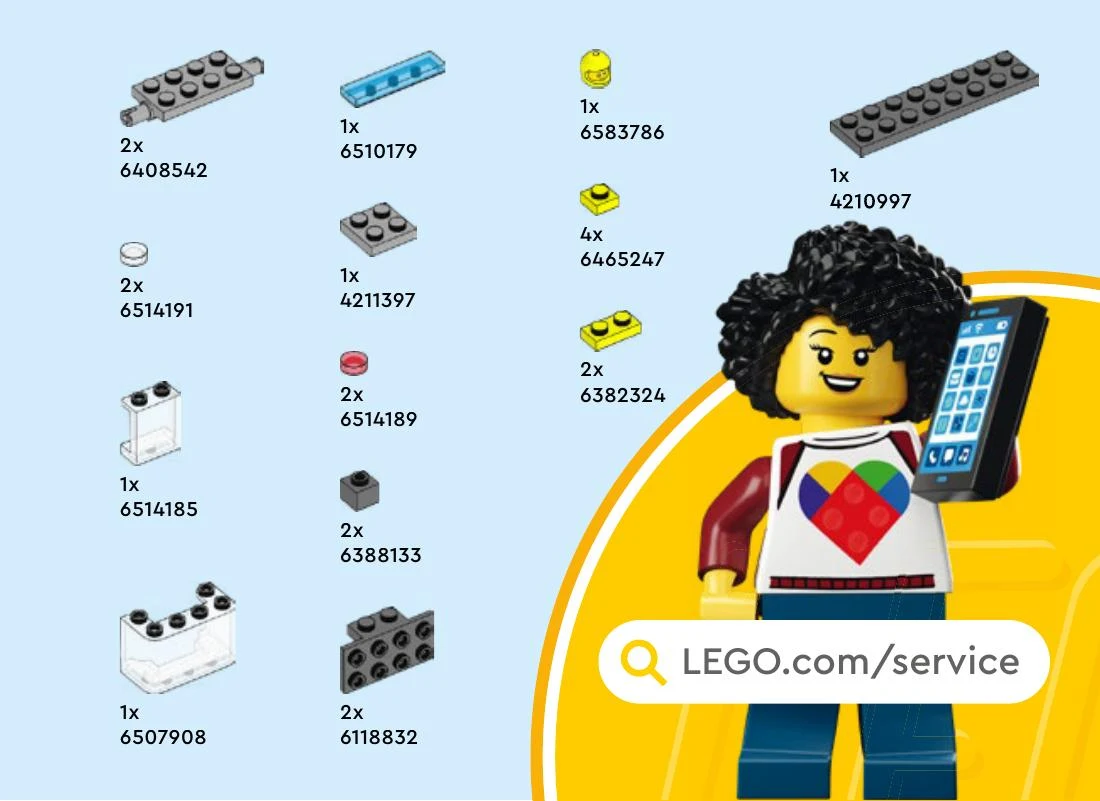 2x
6408542
2x
6514191
1x
6514185
1x
6507908
1x
6510179
1x
4211397
2x
6514189
2x
6388133
2x
6118832
1x
6583786
4x
6465247
2x
6382324
1x
4210997
LEGO.com/service